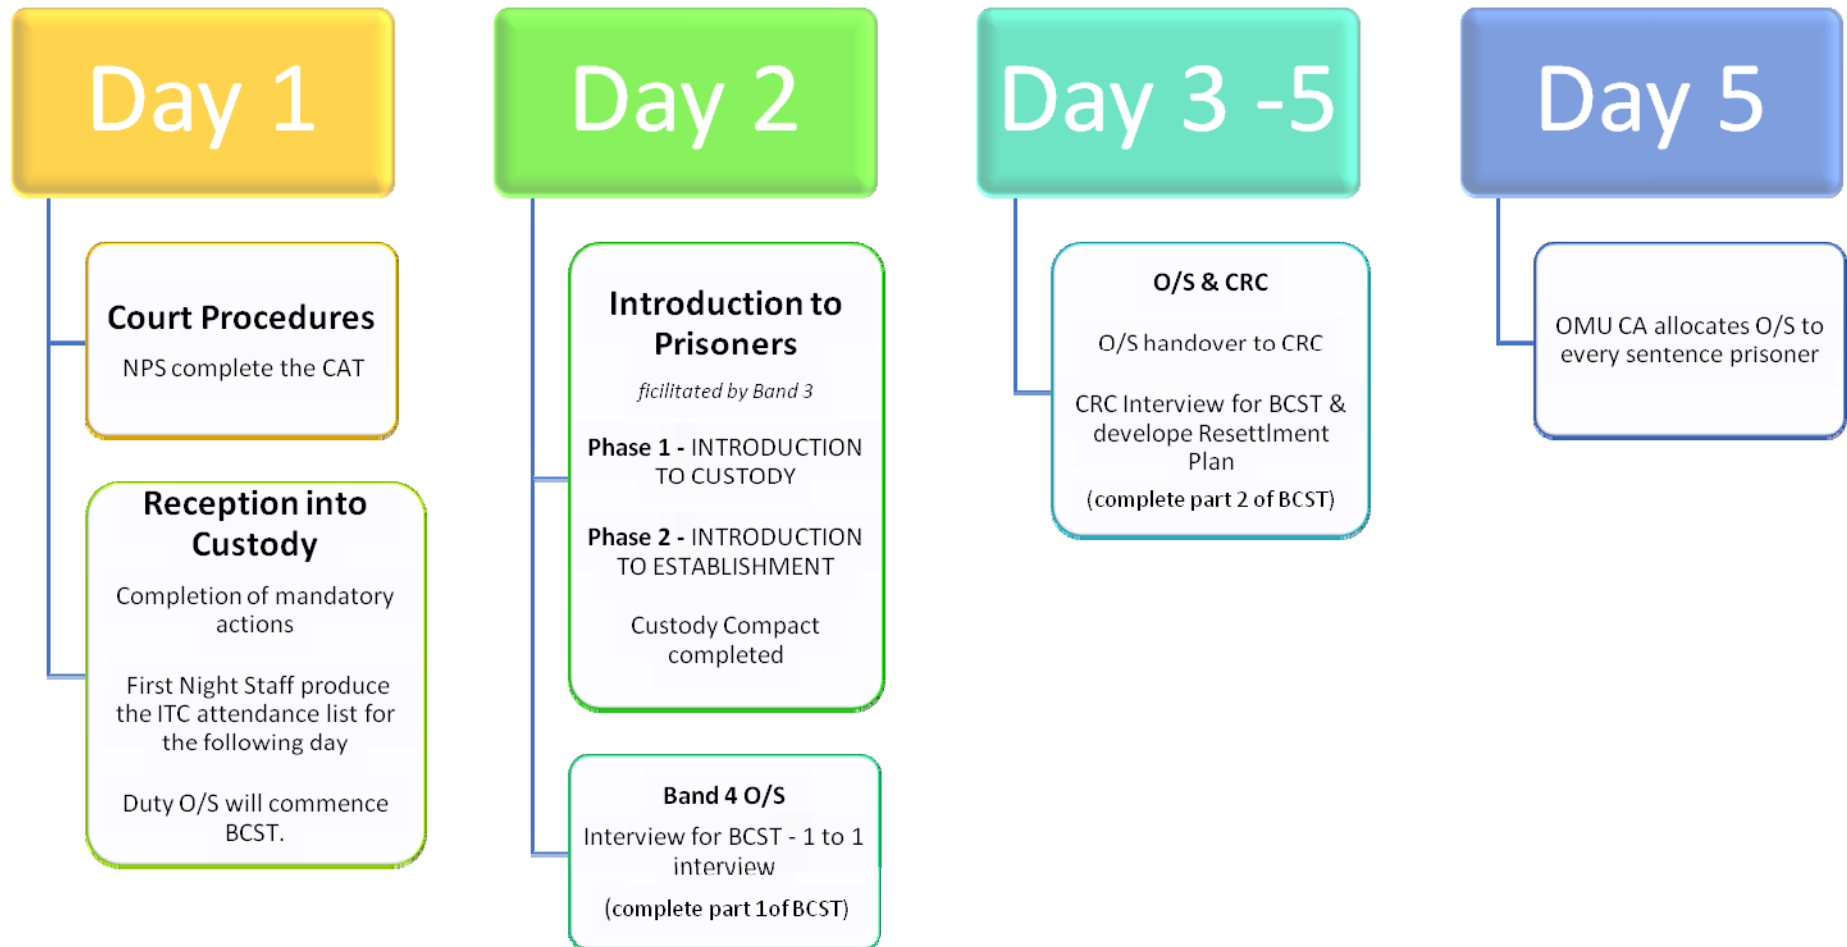 Day 1
Court Procedures
NPS complete the CAT
Reception into
Custody
Completion of mandatory
actions
First Night Staff produce
the ITC attendance list for
the following day
Duty O/S will commence
BCST.
Day 2
Introduction to
Prisoners
ficilitated by Band 3
Phase 1 - INTRODUCTION
TO CUSTODY
Phase 2 - INTRODUCTION
TO ESTABLISHMENT
Custody Compact
completed
Band 4 O/S
Interview for BCST - 1 to 1
interview
(complete part 1of BCST)
Day 3 -5
O/S & CRC
O/S handover to CRC
CRC Interview for BCST &
develope Resettlment
Plan
(complete part 2 of BCST)
Day 5
OMU CA allocates O/S to
every sentence prisoner